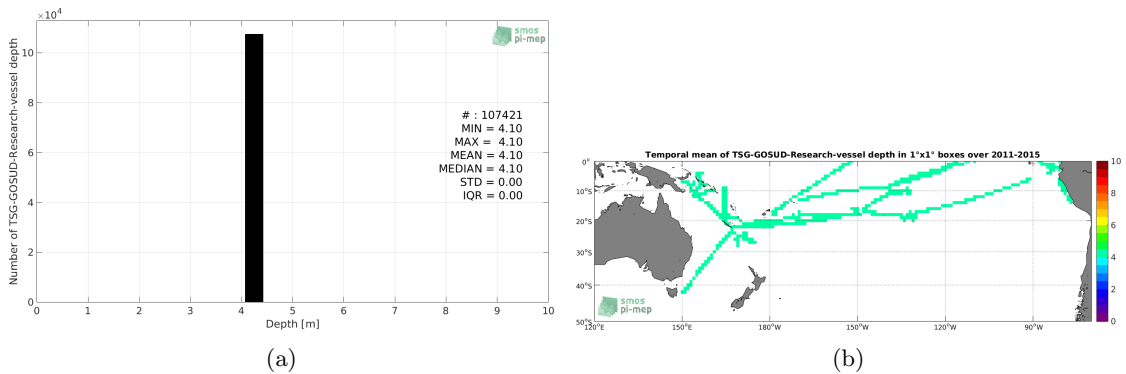 ×10⁴
10
8
6
4
2
0
Number of TSG-GOSUD-Research-vessel depth
smos
pi-mep
# : 107421
MIN = 4.10
MAX = 4.10
MEAN = 4.10
MEDIAN = 4.10
STD = 0.00
IQR = 0.00
0 1 2 3 4 5 6 7 8 9 10
Depth [m]
(a)
Temporal mean of TSG-GOSUD-Research-vessel depth in 1°x1° boxes over 2011-2015
0°
10°S
20°S
30°S
40°S
50°S
smos
pi-mep
120°E 150°E 180°W 150°W 120°W 90°W
10
8
6
4
2
0
(b)